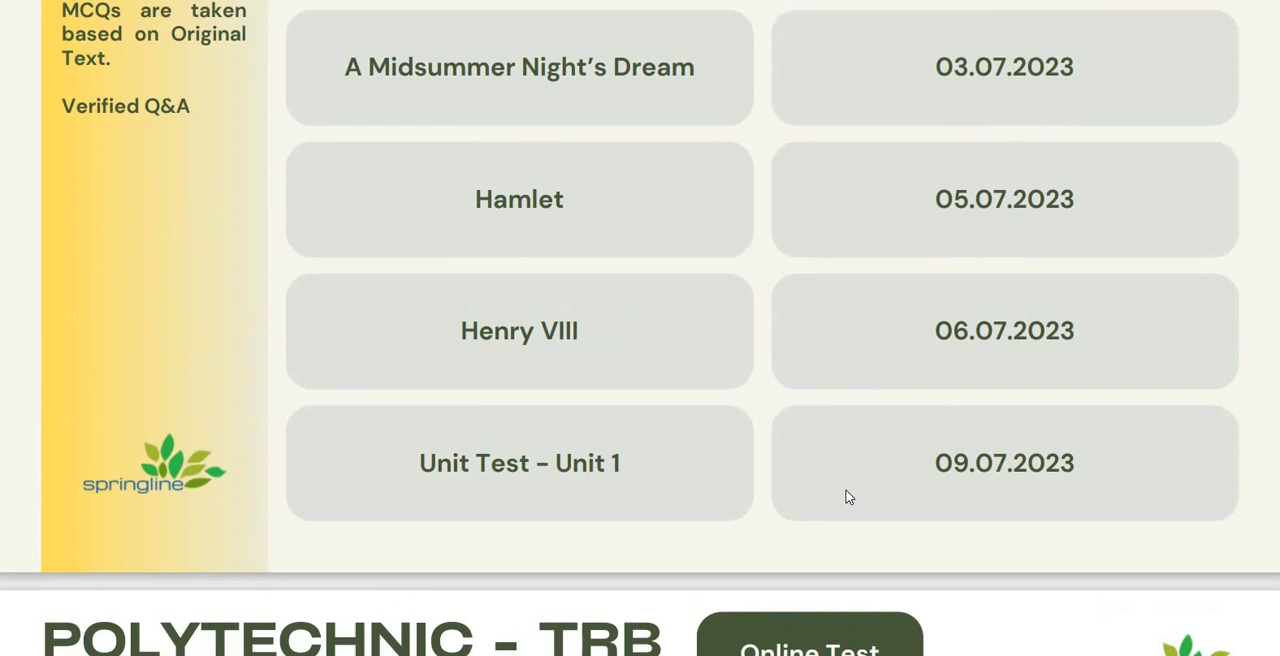 MCQs are taken
based on Original
Text.
Verified Q&A
springline
A Midsummer Night’s Dream
03.07.2023
Hamlet
05.07.2023
Henry VIII
06.07.2023
Unit Test – Unit 1
09.07.2023
POLYTECHNIC - TRB
Online Test